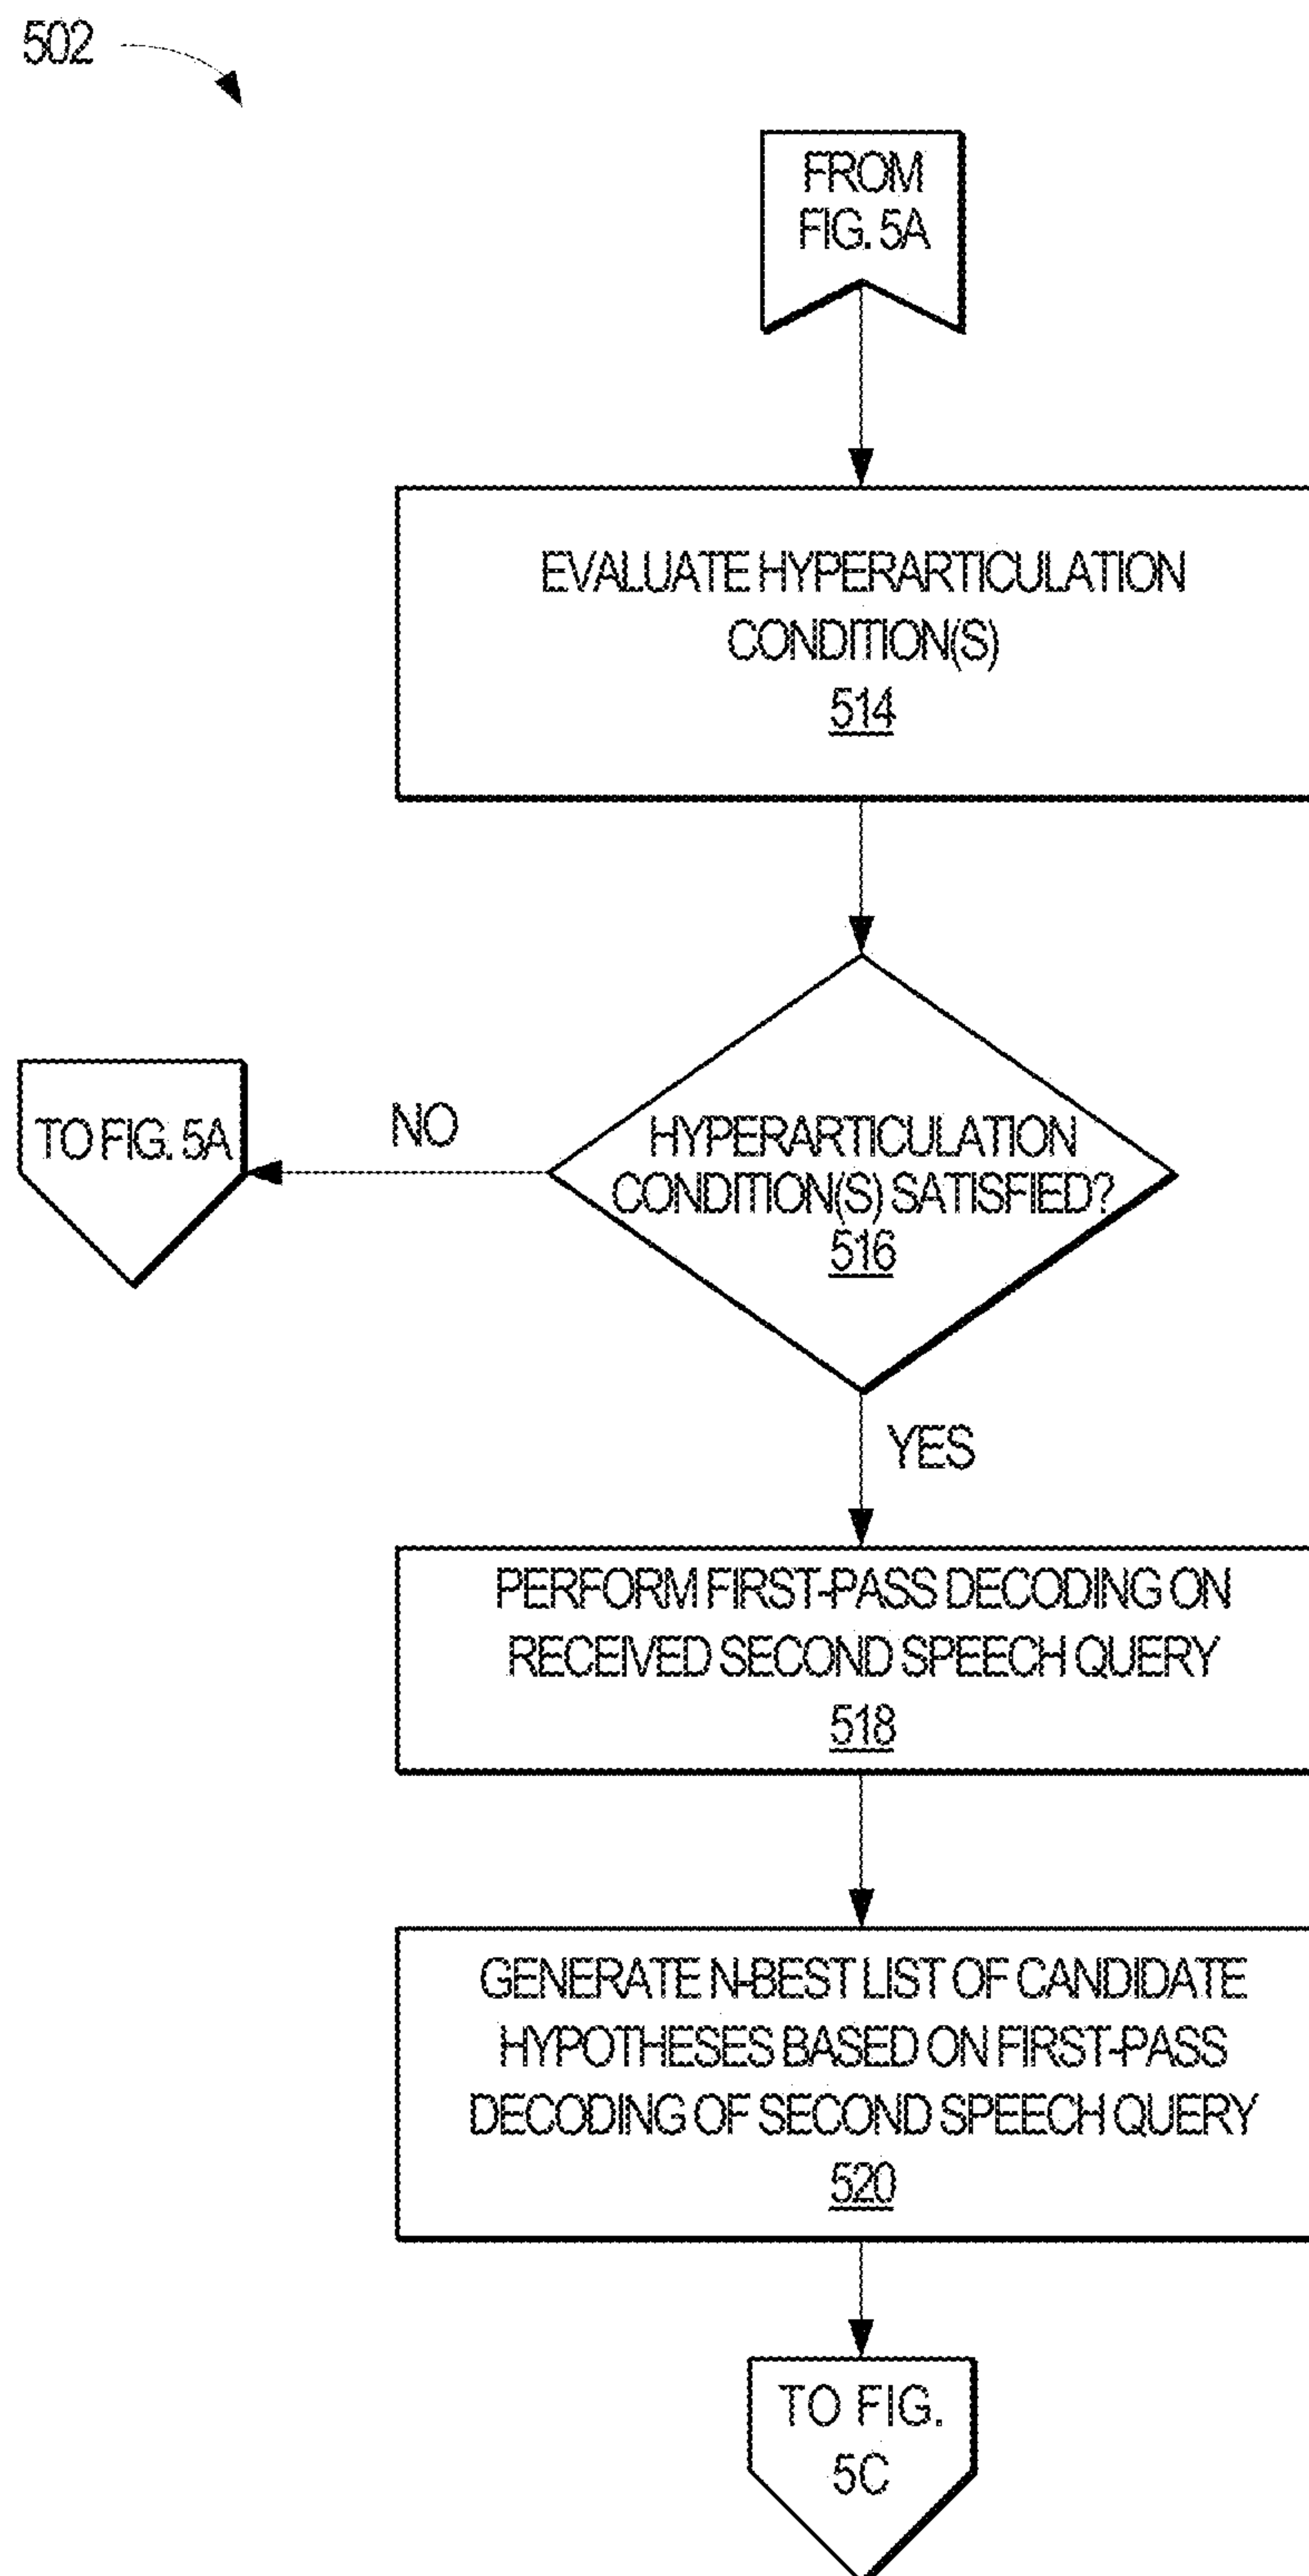 502
FROM
FIG. 5A
EVALUATE HYPERARTICULATION
CONDITION(S)
514
TO FIG. 5A
NO
HYPERARTICULATION
CONDITION(S) SATISFIED?
516
YES
PERFORM FIRST-PASS DECODING ON
RECEIVED SECOND SPEECH QUERY
518
GENERATE N-BEST LIST OF CANDIDATE
HYPOTHESES BASED ON FIRST-PASS
DECODING OF SECOND SPEECH QUERY
520
TO FIG.
5C